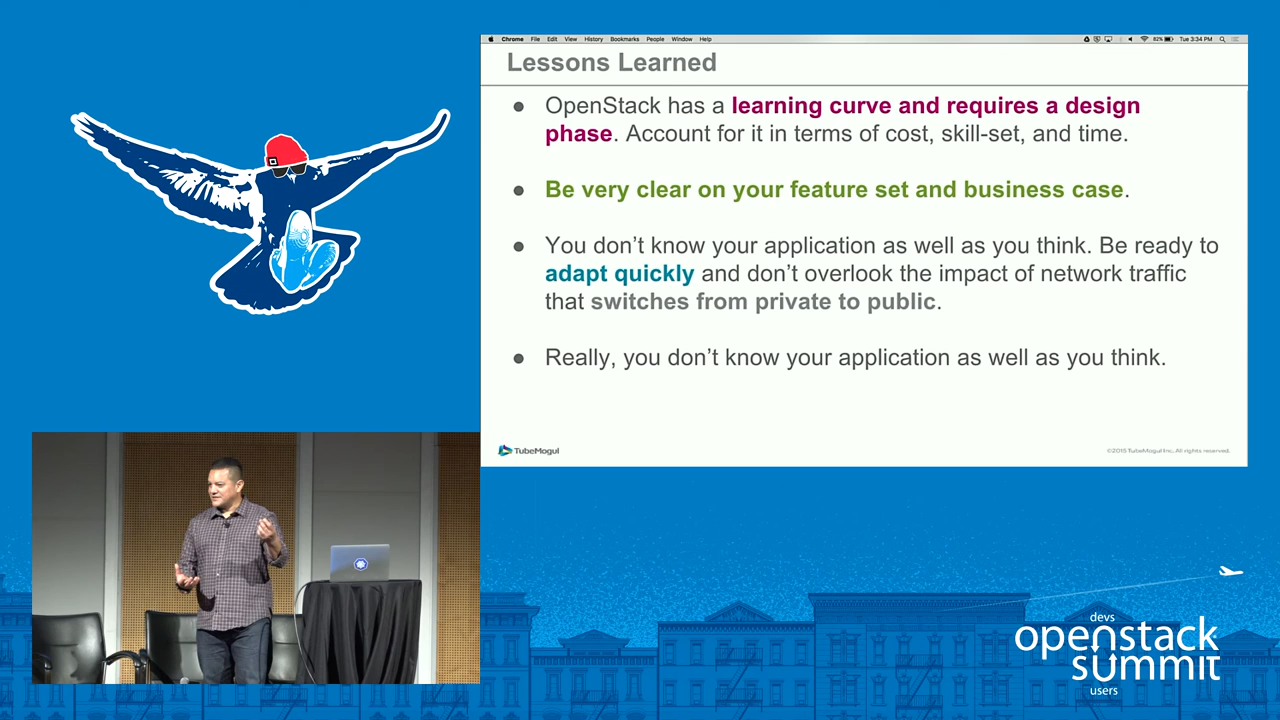 Chrome File Edit View History Bookmarks People Window Help
82% Tue 3:34 PM
Lessons Learned
● OpenStack has a learning curve and requires a design
phase. Account for it in terms of cost, skill-set, and time.
● Be very clear on your feature set and business case.
● You don’t know your application as well as you think. Be ready to
adapt quickly and don’t overlook the impact of network traffic
that switches from private to public.
● Really, you don’t know your application as well as you think.
TubeMogul
©2015 TubeMogul Inc. All rights reserved.
devs
openstack
summit
users